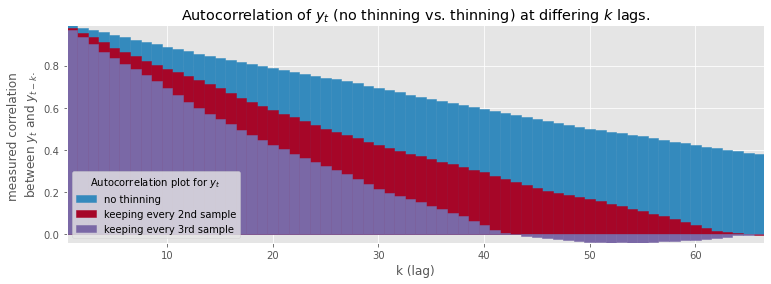 Autocorrelation of y_t (no thinning vs. thinning) at differing k lags.
measured correlation
between y_t and y_{t−k}.
0.8
0.6
0.4
0.2
0.0
Autocorrelation plot for y_t
no thinning
keeping every 2nd sample
keeping every 3rd sample
10 20 30 40 50 60
k (lag)